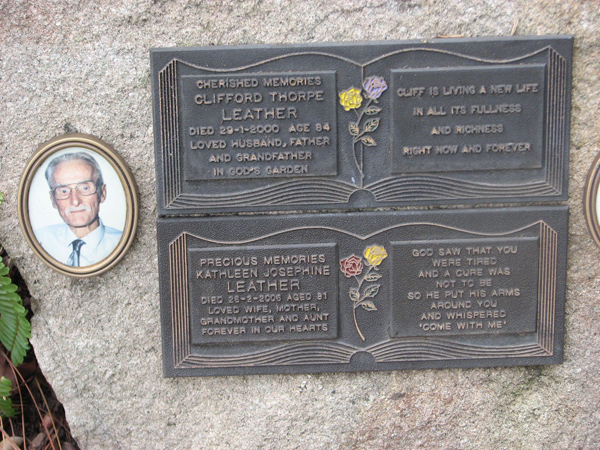 CHERISHED MEMORIES
CLIFFORD THORPE
LEATHER
DIED 29-1-2000 AGE 84
LOVED HUSBAND, FATHER
AND GRANDFATHER
IN GOD'S GARDEN
CLIFF IS LIVING A NEW LIFE
IN ALL ITS FULLNESS
AND RICHNESS
RIGHT NOW AND FOREVER
PRECIOUS MEMORIES
KATHLEEN JOSEPHINE
LEATHER
DIED 26-2-2006 AGED 81
LOVED WIFE, MOTHER,
GRANDMOTHER AND AUNT
FOREVER IN OUR HEARTS
GOD SAW THAT YOU
WERE TIRED
AND A CURE WAS
NOT TO BE
SO HE PUT HIS ARMS
AROUND YOU
AND WHISPERED
'COME WITH ME'